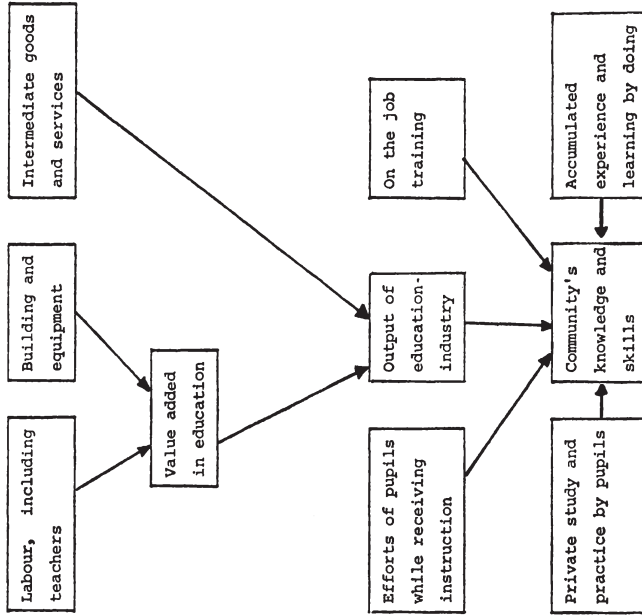 Labour, including
teachers
Building and
equipment
Intermediate goods
and services
Value added
in education
Efforts of pupils
while receiving
instruction
Output of
education-
industry
On the job
training
Private study and
practice by pupils
Community's
knowledge and
skills
Accumulated
experience and
learning by doing